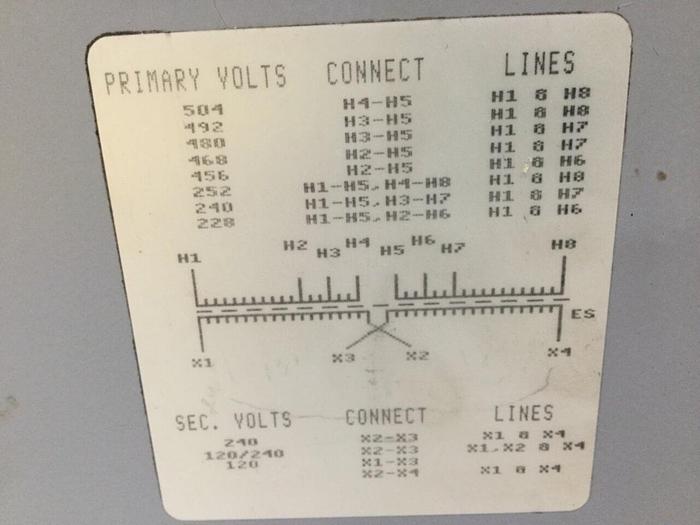 PRIMARY VOLTS CONNECT LINES
504 H4-H5 H1 & H8
492 H3-H5 H1 & H8
480 H3-H5 H1 & H7
468 H2-H5 H1 & H7
456 H2-H5 H1 & H6
252 H1-H5, H4-H8 H1 & H8
240 H1-H5, H3-H7 H1 & H7
228 H1-H5, H2-H6 H1 & H6
H1 H2 H3 H4 H5 H6 H7 H8
ES
X1 X3 X2 X4
SEC. VOLTS CONNECT LINES
240 X2-X3 X1 & X4
120/240 X2-X3 X1, X2 & X4
120 X1-X3
X2-X4 X1 & X4